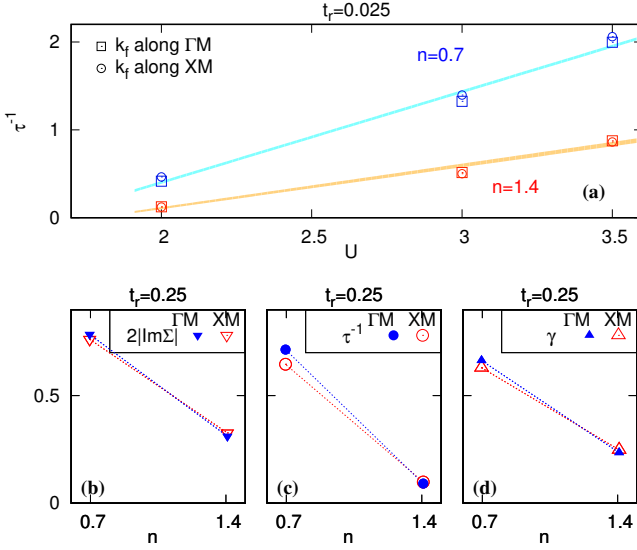 t_r=0.025
k_f along ΓM
k_f along XM
n=0.7
n=1.4
(a)
τ^-1
0
1
2
2
2.5
3
3.5
U
t_r=0.25
t_r=0.25
t_r=0.25
ΓM XM
2|ImΣ|
ΓM XM
τ^-1
ΓM XM
γ
0.5
0
(b)
(c)
(d)
0.7 1.4
0.7 1.4
0.7 1.4
n
n
n